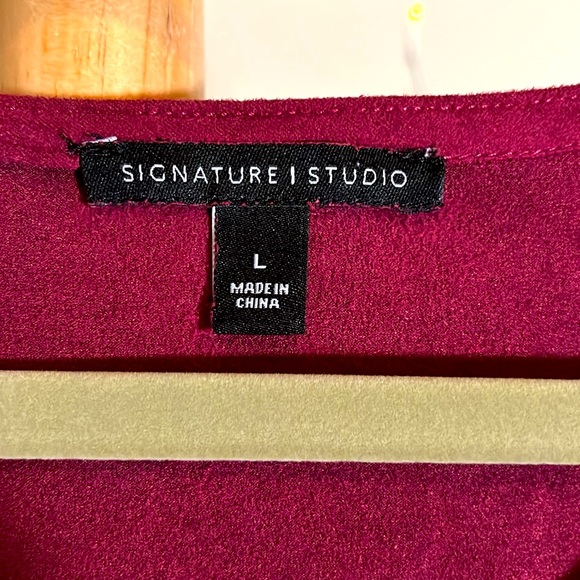 SIGNATURE | STUDIO
L
MADE IN
CHINA